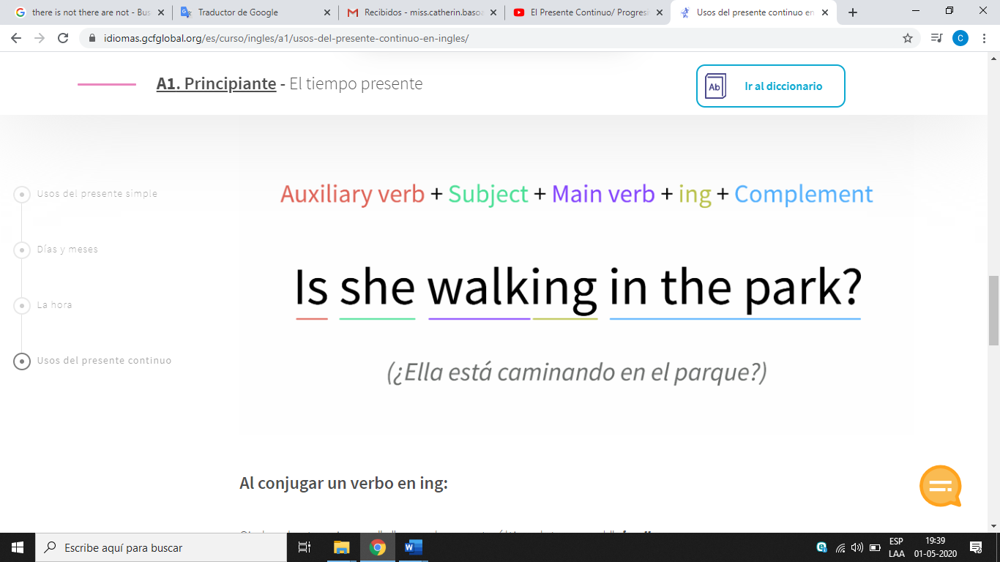 there is not there are not - Bus
Traductor de Google
Recibidos - miss.catherin.basoa
El Presente Continuo/ Progresi
Usos del presente continuo en
idiomas.gcfglobal.org/es/curso/ingles/a1/usos-del-presente-continuo-en-ingles/
C
A1. Principiante - El tiempo presente
Ab
Ir al diccionario
Usos del presente simple
Días y meses
La hora
Usos del presente continuo
Auxiliary verb + Subject + Main verb + ing + Complement
Is she walking in the park?
(¿Ella está caminando en el parque?)
Al conjugar un verbo en ing:
Escribe aquí para buscar
ESP
LAA
19:39
01-05-2020